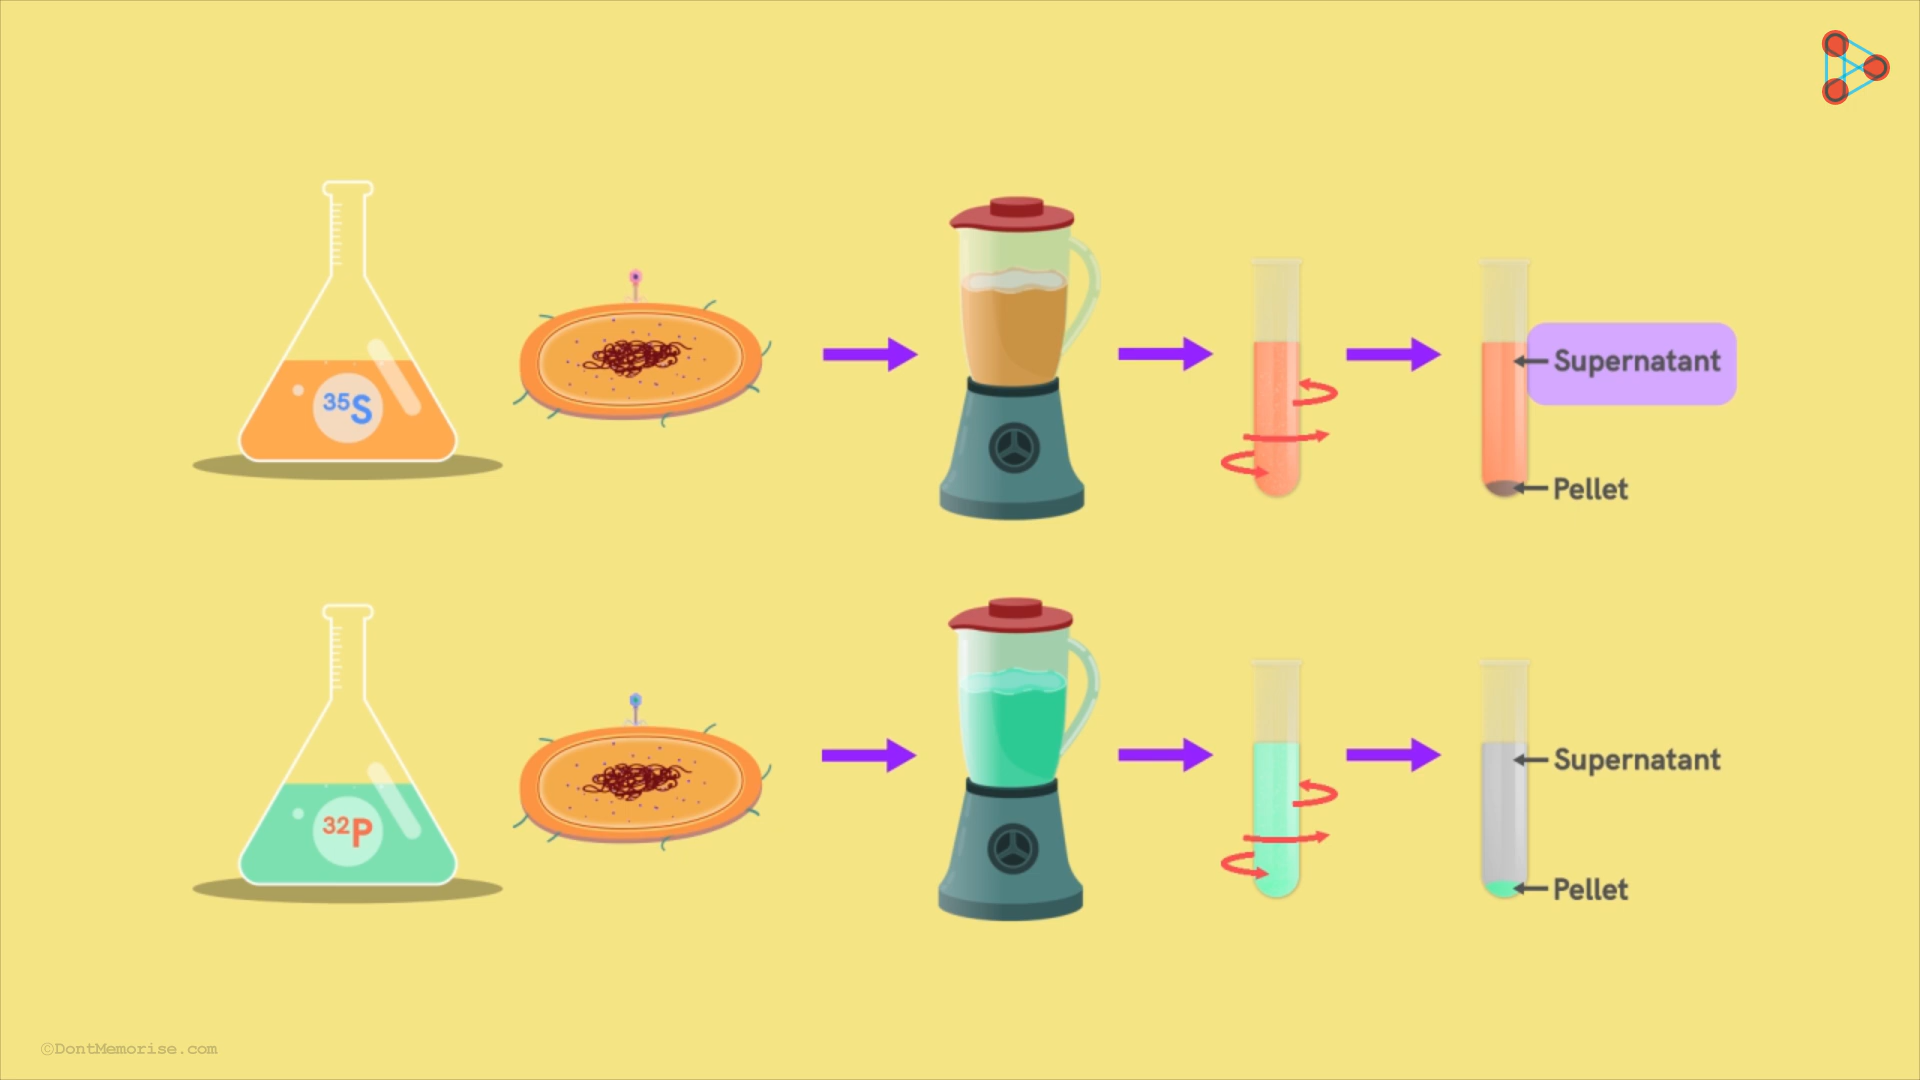 ³⁵S
Supernatant
Pellet
³²P
Supernatant
Pellet
©DontMemorise.com